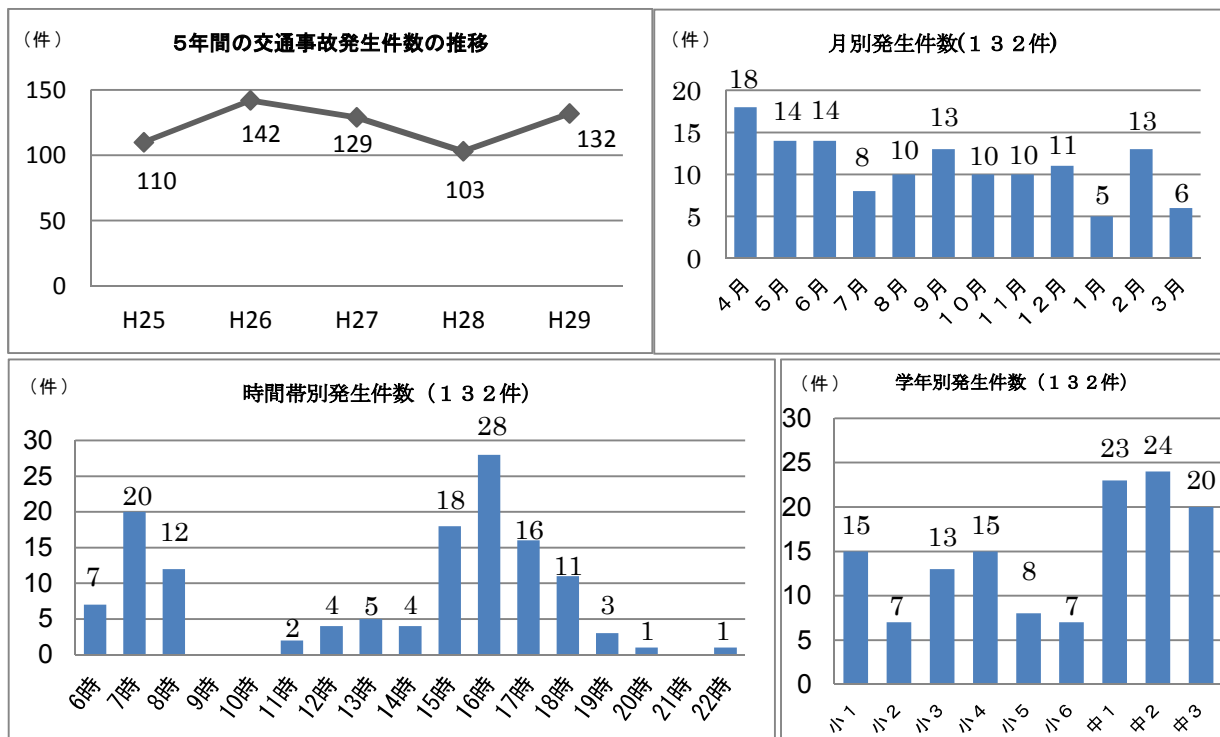 (件)
5年間の交通事故発生件数の推移
150
100
50
0
110
142
129
103
132
H25 H26 H27 H28 H29
(件)
月別発生件数(132件)
20
15
10
5
0
18 14 14 8 10 13 10 10 11 5 13 6
4月 5月 6月 7月 8月 9月 10月 11月 12月 1月 2月 3月
(件)
時間帯別発生件数(132件)
30
25
20
15
10
5
0
7 20 12 2 4 5 4 18 28 16 11 3 1 1
6時 7時 8時 9時 10時 11時 12時 13時 14時 15時 16時 17時 18時 19時 20時 21時 22時
(件)
学年別発生件数(132件)
30
25
20
15
10
5
0
15 7 13 15 8 7 23 24 20
小1 小2 小3 小4 小5 小6 中1 中2 中3